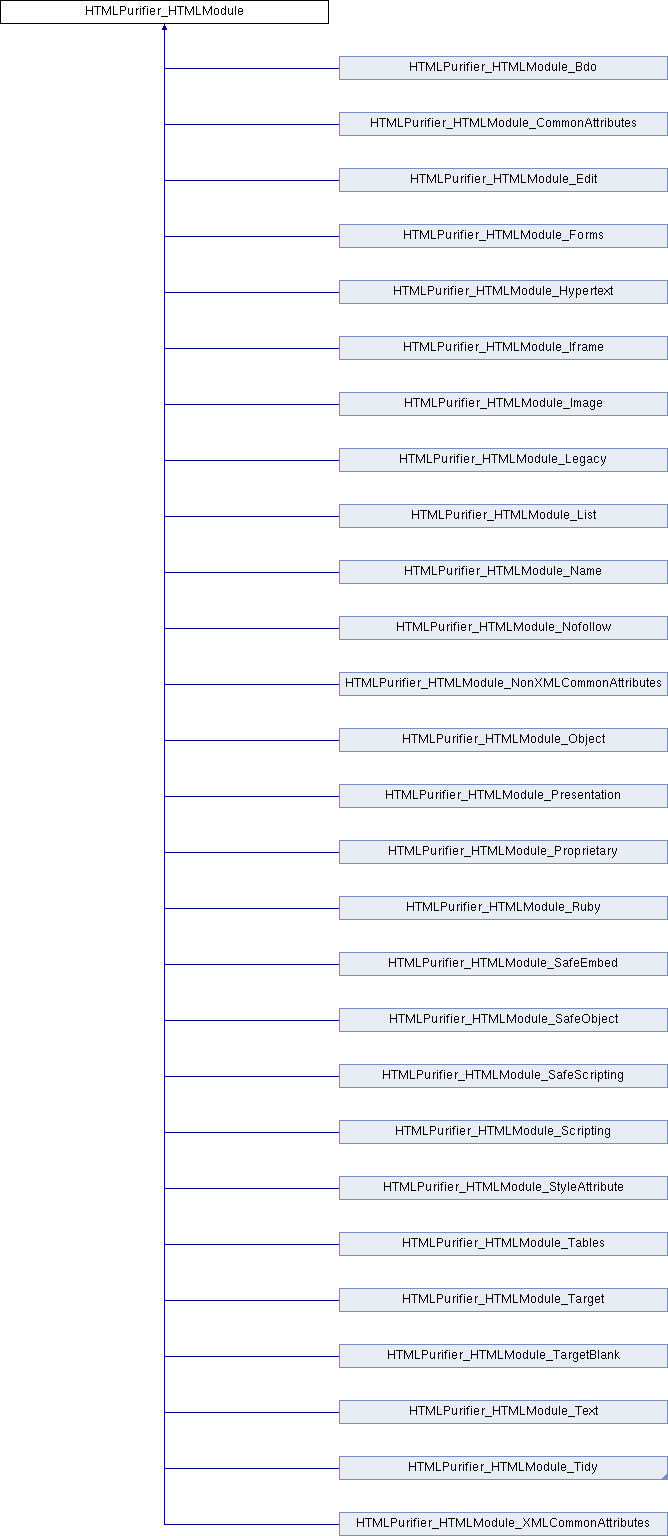 HTMLPurifier_HTMLModule
HTMLPurifier_HTMLModule_Bdo
HTMLPurifier_HTMLModule_CommonAttributes
HTMLPurifier_HTMLModule_Edit
HTMLPurifier_HTMLModule_Forms
HTMLPurifier_HTMLModule_Hypertext
HTMLPurifier_HTMLModule_Iframe
HTMLPurifier_HTMLModule_Image
HTMLPurifier_HTMLModule_Legacy
HTMLPurifier_HTMLModule_List
HTMLPurifier_HTMLModule_Name
HTMLPurifier_HTMLModule_Nofollow
HTMLPurifier_HTMLModule_NonXMLCommonAttributes
HTMLPurifier_HTMLModule_Object
HTMLPurifier_HTMLModule_Presentation
HTMLPurifier_HTMLModule_Proprietary
HTMLPurifier_HTMLModule_Ruby
HTMLPurifier_HTMLModule_SafeEmbed
HTMLPurifier_HTMLModule_SafeObject
HTMLPurifier_HTMLModule_SafeScripting
HTMLPurifier_HTMLModule_Scripting
HTMLPurifier_HTMLModule_StyleAttribute
HTMLPurifier_HTMLModule_Tables
HTMLPurifier_HTMLModule_Target
HTMLPurifier_HTMLModule_TargetBlank
HTMLPurifier_HTMLModule_Text
HTMLPurifier_HTMLModule_Tidy
HTMLPurifier_HTMLModule_XMLCommonAttributes